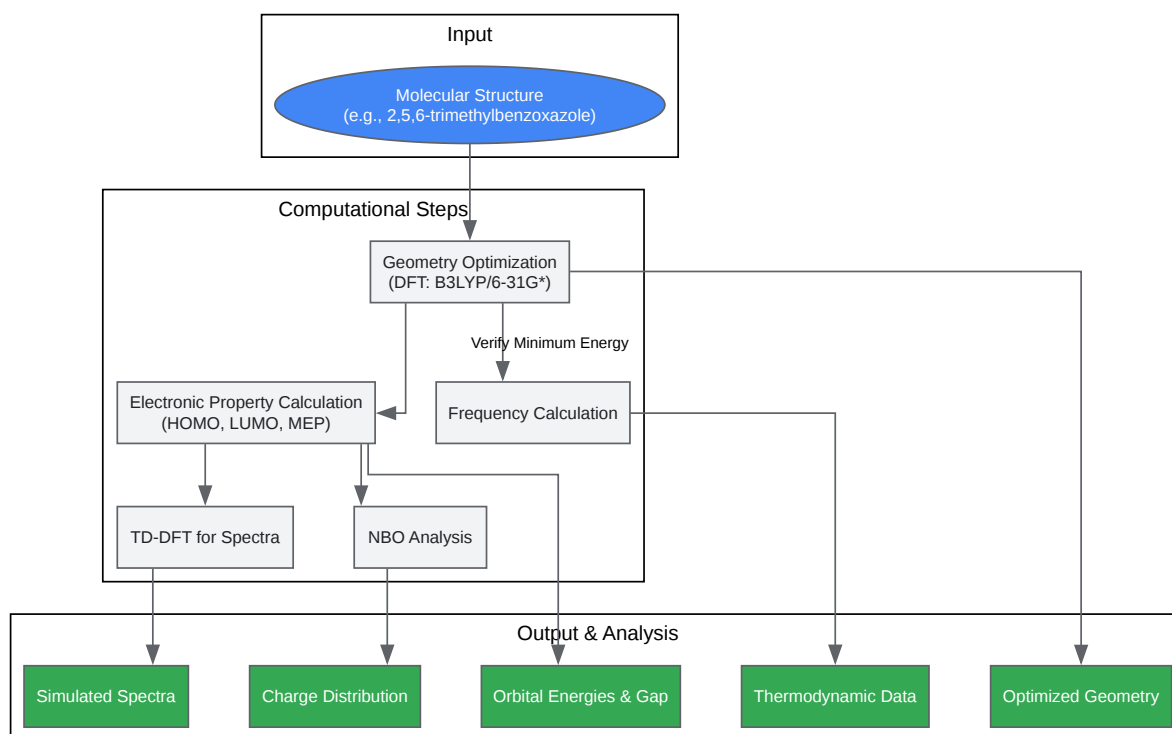 Input
Molecular Structure
(e.g., 2,5,6-trimethylbenzoxazole)
Computational Steps
Geometry Optimization
(DFT: B3LYP/6-31G*)
Verify Minimum Energy
Electronic Property Calculation
(HOMO, LUMO, MEP)
Frequency Calculation
TD-DFT for Spectra
NBO Analysis
Output & Analysis
Simulated Spectra
Charge Distribution
Orbital Energies & Gap
Thermodynamic Data
Optimized Geometry